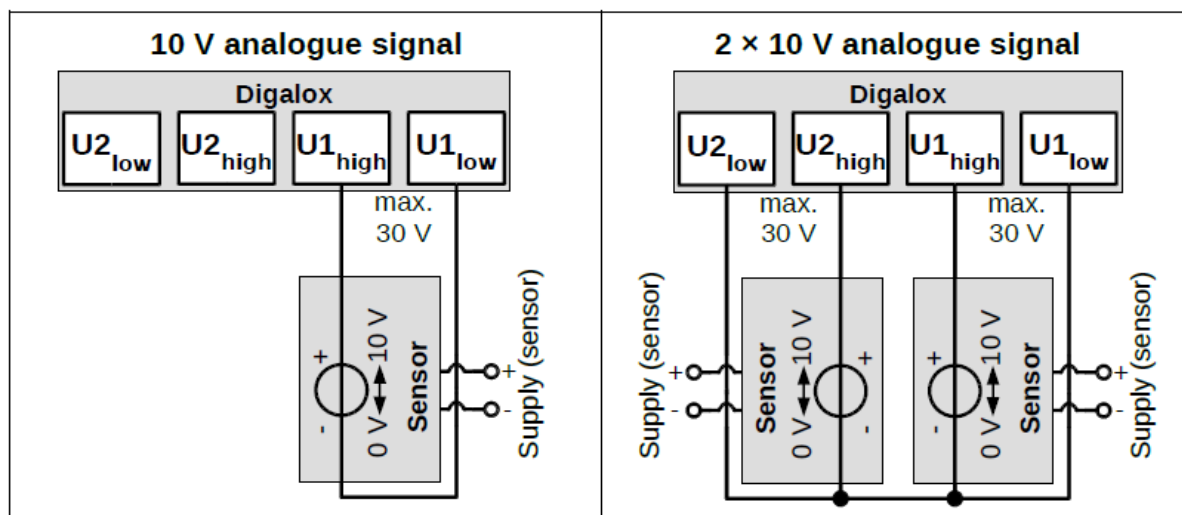 10 V analogue signal
Digalox
U2low
U2high
U1high
U1low
max.
30 V
+
-
0 V
10 V
Sensor
+
-
Supply (sensor)
2 × 10 V analogue signal
Digalox
U2low
U2high
U1high
U1low
max.
30 V
max.
30 V
Supply (sensor)
+
-
Sensor
0 V
10 V
+
-
+
-
0 V
10 V
Sensor
+
-
Supply (sensor)